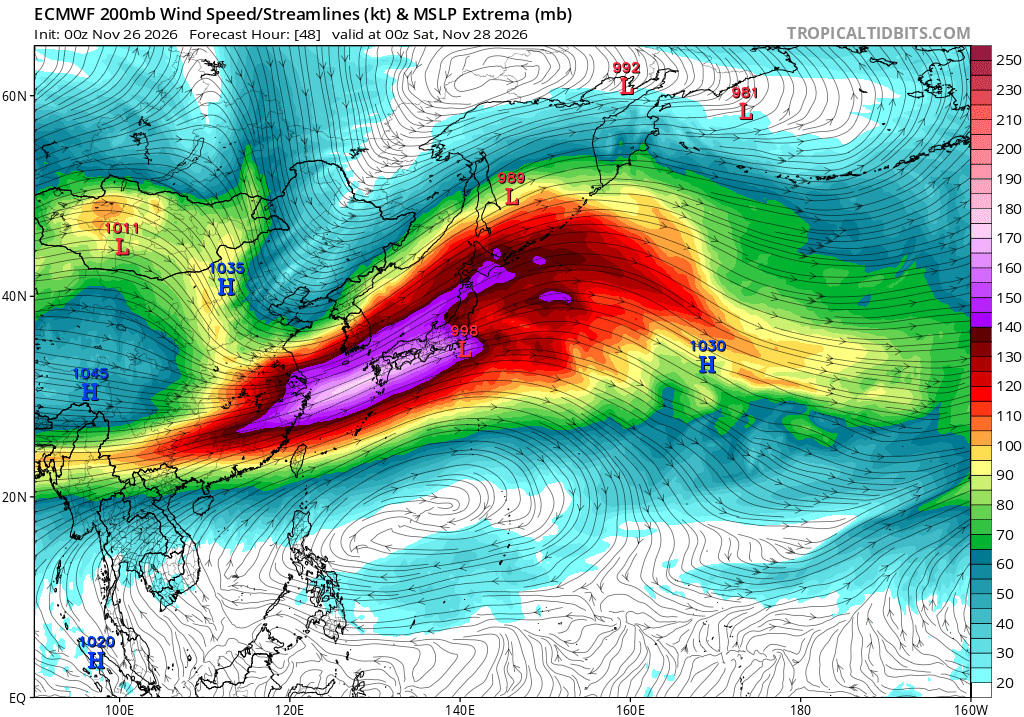 ECMWF 200mb Wind Speed/Streamlines (kt) & MSLP Extrema (mb)
Init: 00z Nov 26 2026 Forecast Hour: [48] valid at 00z Sat, Nov 28 2026
TROPICALTIDBITS.COM
992
L
981
L
989
L
1011
L
1035
H
998
L
1030
H
1045
H
1020
H
60N
40N
20N
EQ
100E
120E
140E
160E
180
160W
250
230
210
200
190
180
170
160
150
140
130
120
110
100
90
80
70
60
50
40
30
20